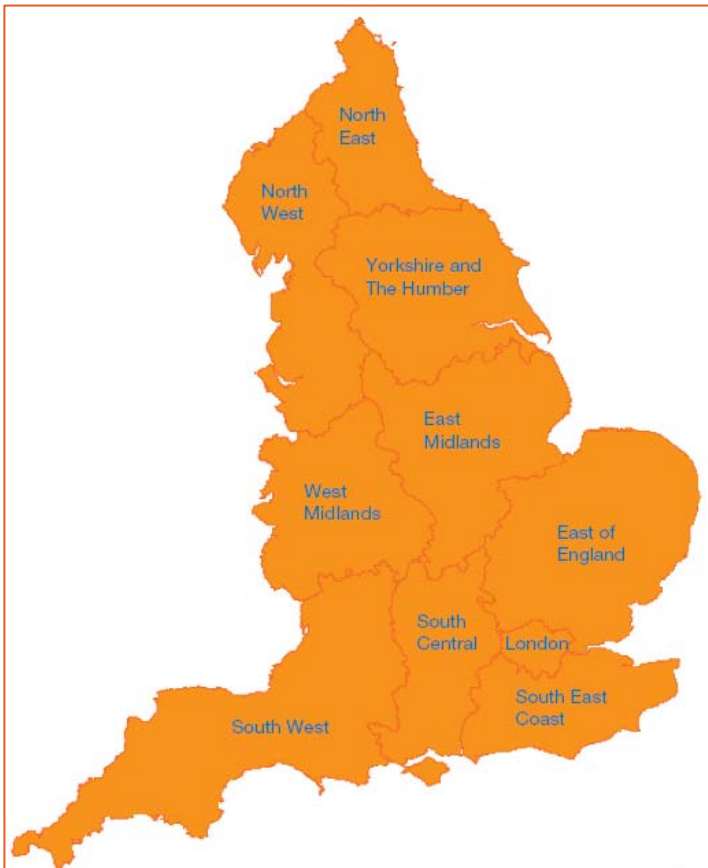 North
East
North
West
Yorkshire and
The Humber
East
Midlands
West
Midlands
East of
England
South
Central
London
South East
Coast
South West